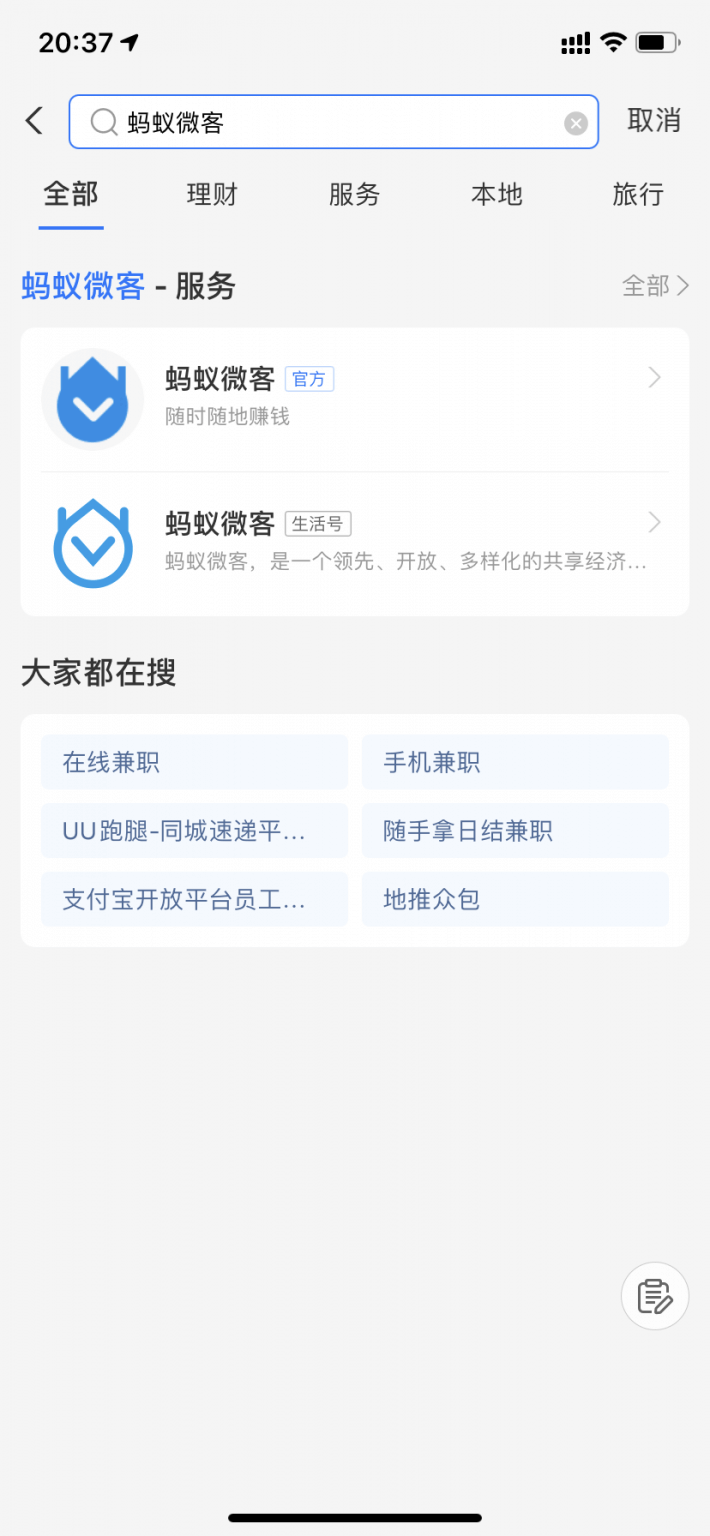 20:37
蚂蚁微客
取消
全部 理财 服务 本地 旅行
蚂蚁微客 - 服务 全部
蚂蚁微客 官方
随时随地赚钱
蚂蚁微客 生活号
蚂蚁微客，是一个领先、开放、多样化的共享经济...
大家都在搜
在线兼职 手机兼职
UU跑腿-同城速递平... 随手拿日结兼职
支付宝开放平台员工... 地推众包